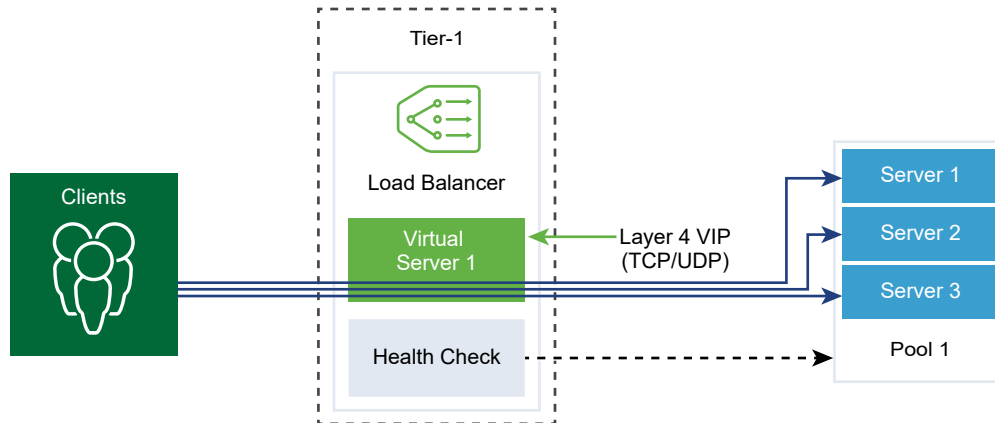 Tier-1
Load Balancer
Clients
Virtual
Server 1
Layer 4 VIP
(TCP/UDP)
Health Check
Server 1
Server 2
Server 3
Pool 1